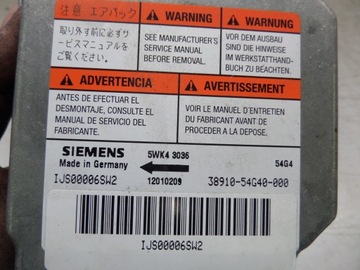 注意 エアバッグ
取り外す前に必ずサ
ービスマニュアルを
ご覧ください。
WARNING
SEE MANUFACTURER'S
SERVICE MANUAL
BEFORE REMOVAL.
WARNUNG
VOR DEM AUSBAU
SIND DIE HINWEISE
IM WERKSTATTHAND-
BUCH ZU BEACHTEN.
ADVERTENCIA
ANTES DE EFECTUAR EL
DESMONTAJE, CONSULTE EL
MANUAL DE SERVICIO DEL
FABRICANTE.
AVERTISSEMENT
VOIR LE MANUEL D'ENTRETIEN
DU FABRICANT AVANT DE
PROCEDER A LA DEPOSE.
SIEMENS
Made in Germany
5WK4 3036
54G4
IJS00006SW2
12010209
38910-54G40-000
IJS00006SW2